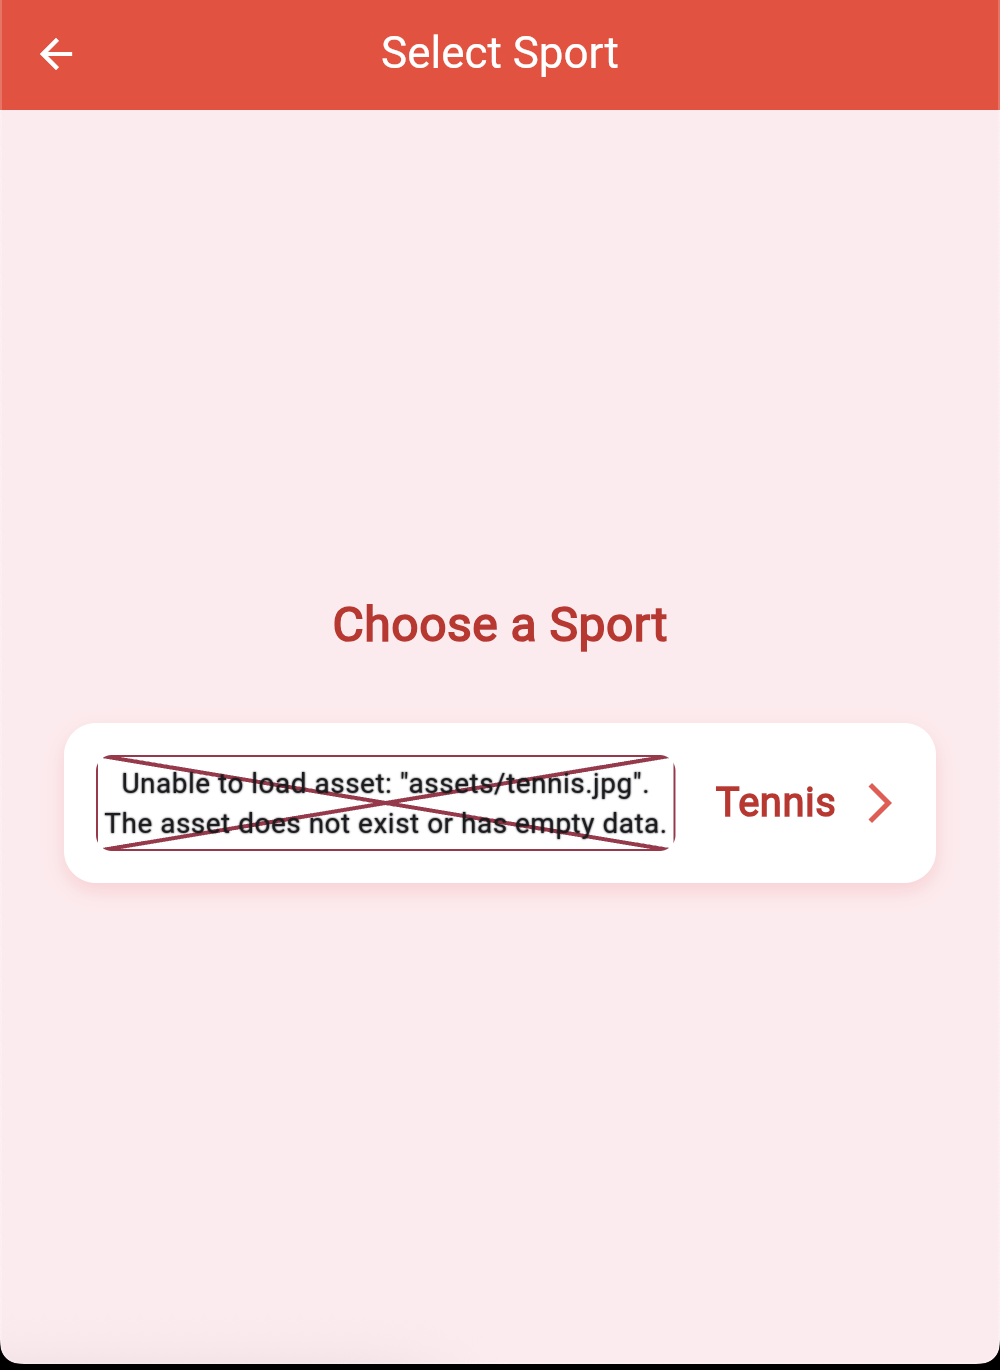 Select Sport
Choose a Sport
Unable to load asset: "assets/tennis.jpg".
The asset does not exist or has empty data.
Tennis